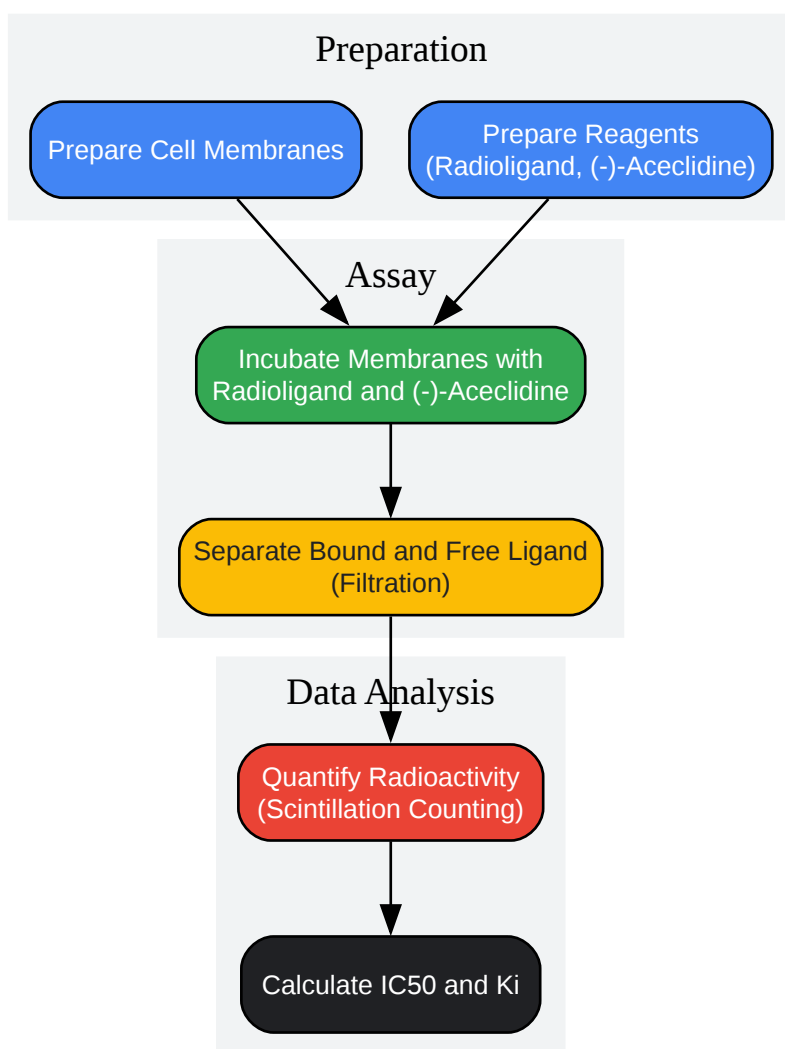 Preparation
Prepare Cell Membranes
Prepare Reagents
(Radioligand, (-)-Aceclidine)
Assay
Incubate Membranes with
Radioligand and (-)-Aceclidine
Separate Bound and Free Ligand
(Filtration)
Data Analysis
Quantify Radioactivity
(Scintillation Counting)
Calculate IC50 and Ki